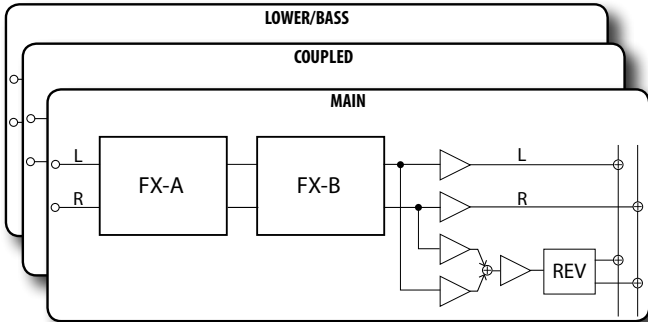 LOWER/BASS
COUPLED
MAIN
L
L
FX-A
FX-B
R
R
REV